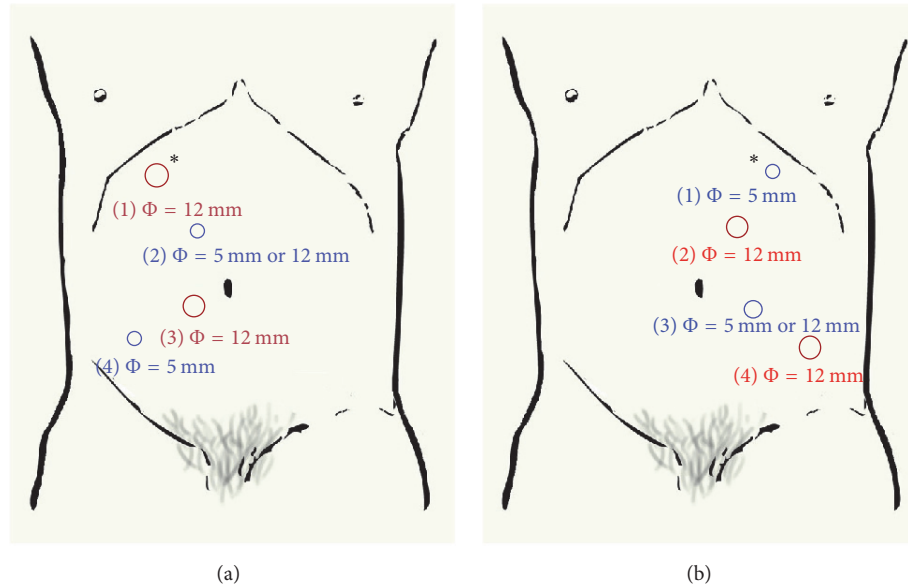 *
(1) Φ = 12 mm
(2) Φ = 5 mm or 12 mm
(3) Φ = 12 mm
(4) Φ = 5 mm
(a)
*
(1) Φ = 5 mm
(2) Φ = 12 mm
(3) Φ = 5 mm or 12 mm
(4) Φ = 12 mm
(b)